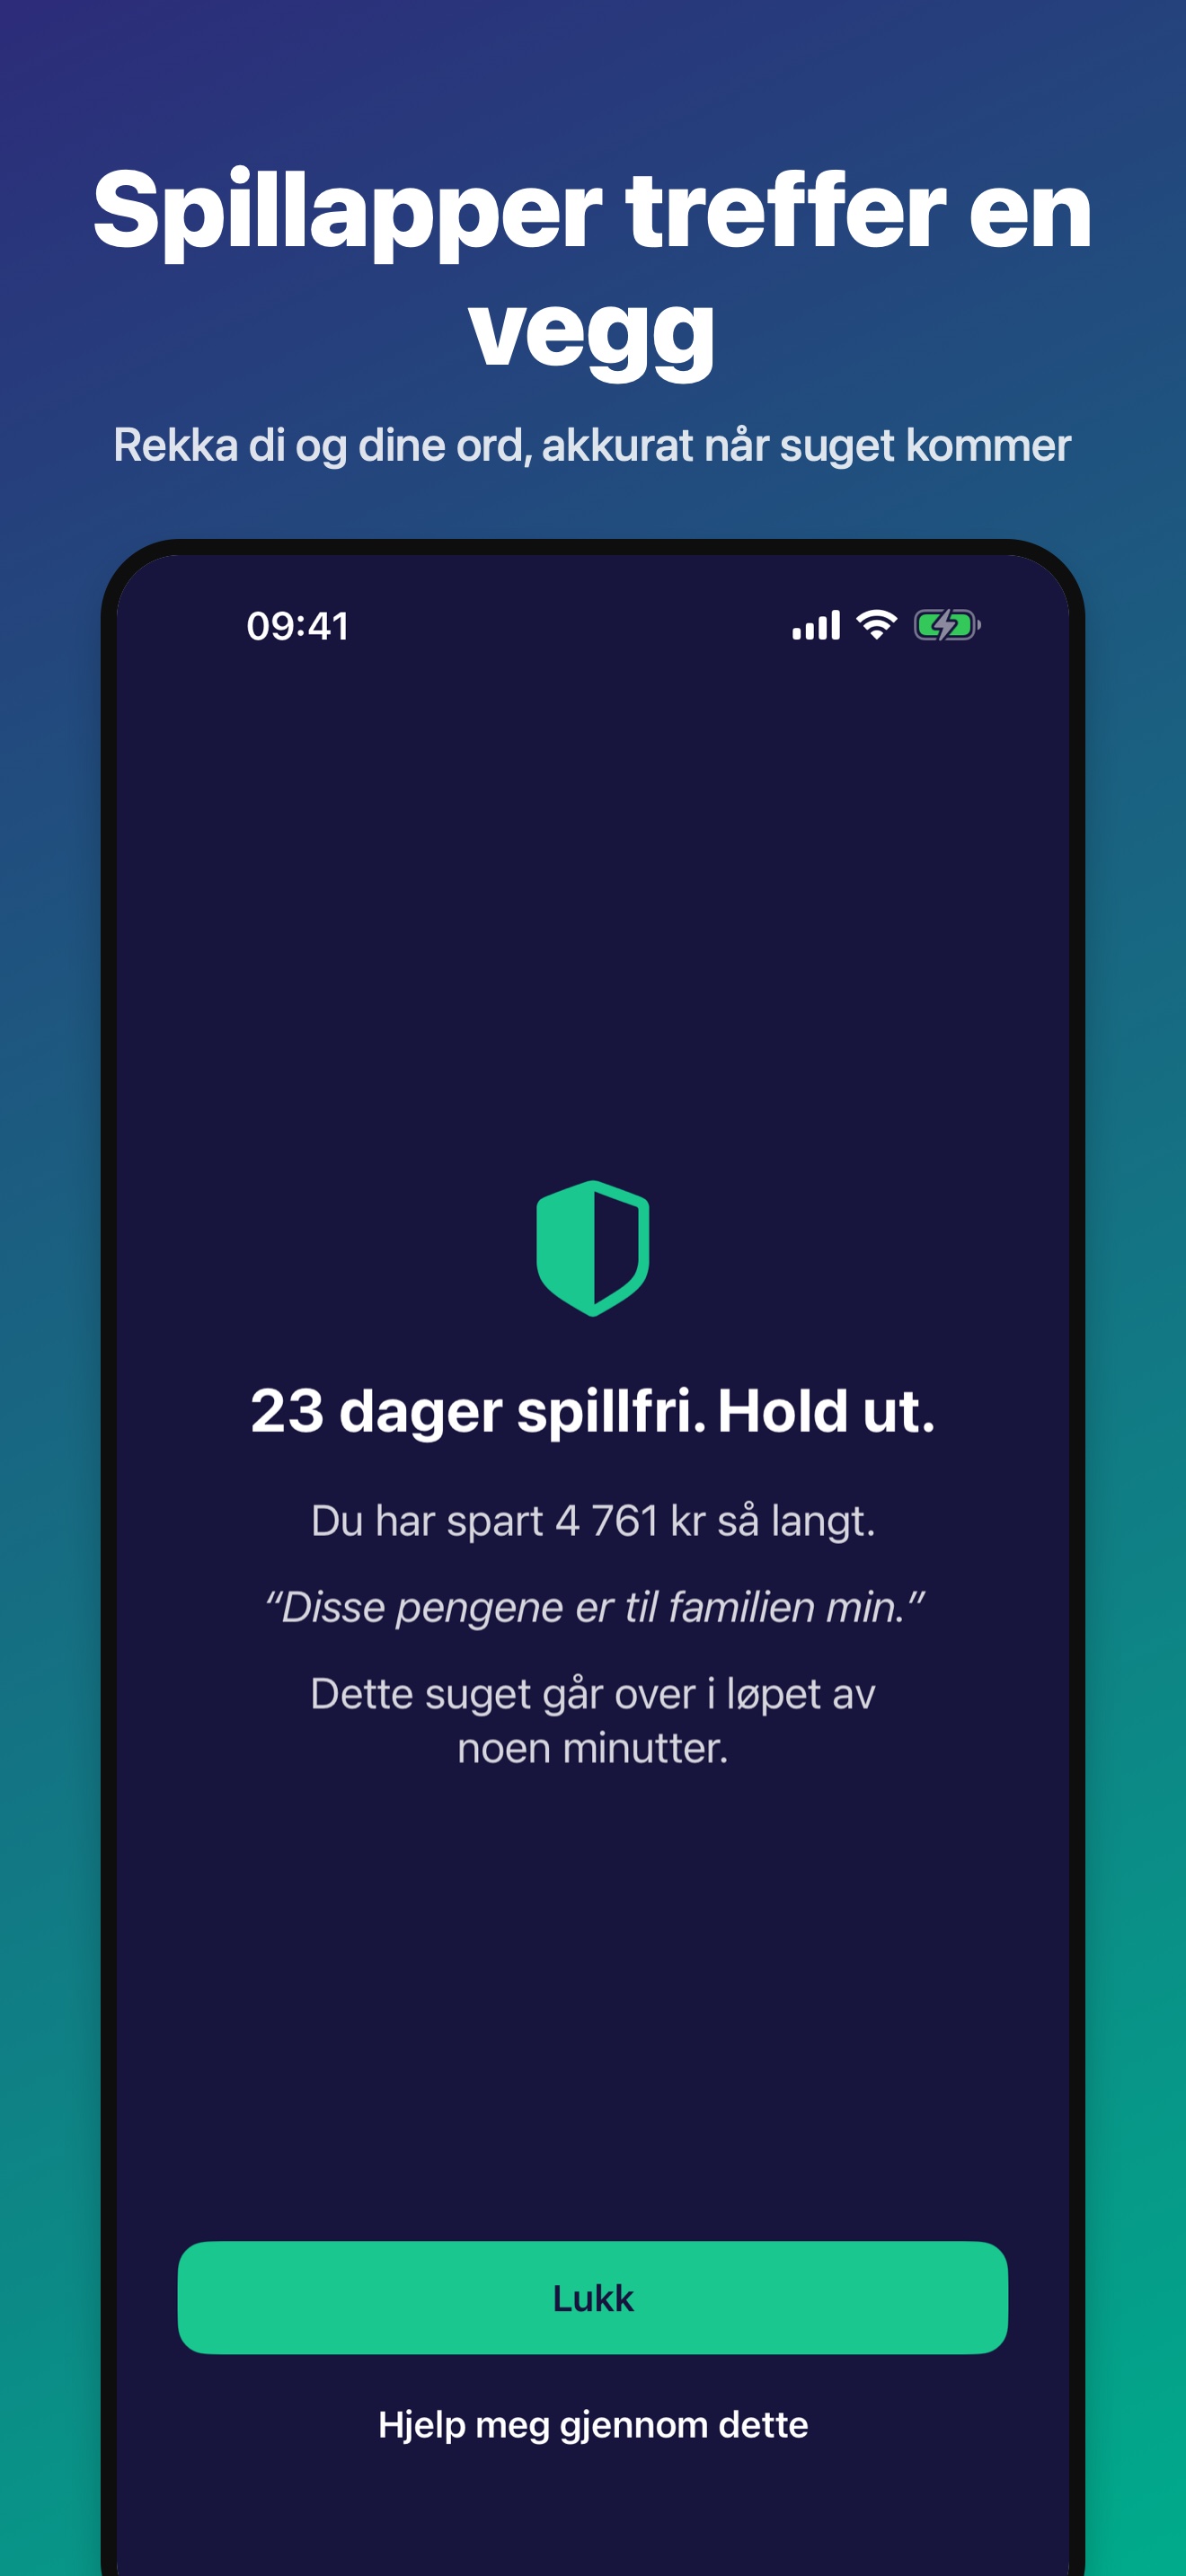 Spillapper treffer en
vegg
Rekka di og dine ord, akkurat når suget kommer
09:41
23 dager spillfri. Hold ut.
Du har spart 4 761 kr så langt.
“Disse pengene er til familien min.”
Dette suget går over i løpet av
noen minutter.
Lukk
Hjelp meg gjennom dette